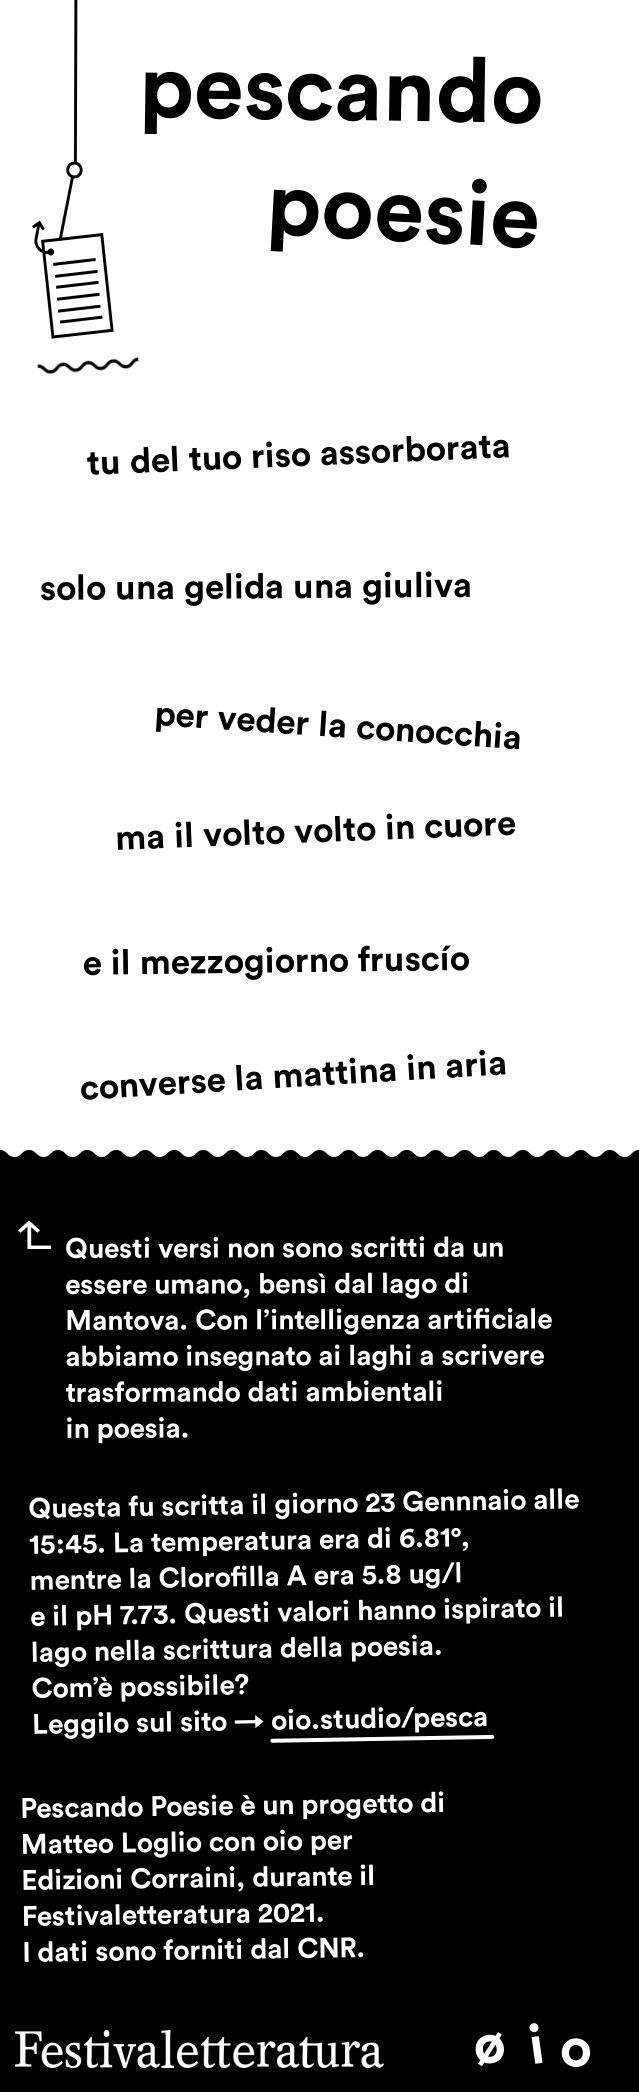 pescando
poesie
tu del tuo riso assorborata
solo una gelida una giuliva
per veder la conocchia
ma il volto volto in cuore
e il mezzogiorno fruscío
converse la mattina in aria
Questi versi non sono scritti da un
essere umano, bensì dal lago di
Mantova. Con l’intelligenza artificiale
abbiamo insegnato ai laghi a scrivere
trasformando dati ambientali
in poesia.
Questa fu scritta il giorno 23 Gennnaio alle
15:45. La temperatura era di 6.81°,
mentre la Clorofilla A era 5.8 ug/l
e il pH 7.73. Questi valori hanno ispirato il
lago nella scrittura della poesia.
Com’è possibile?
Leggilo sul sito → oio.studio/pesca
Pescando Poesie è un progetto di
Matteo Loglio con oio per
Edizioni Corraini, durante il
Festivaletteratura 2021.
I dati sono forniti dal CNR.
Festivaletteratura øio